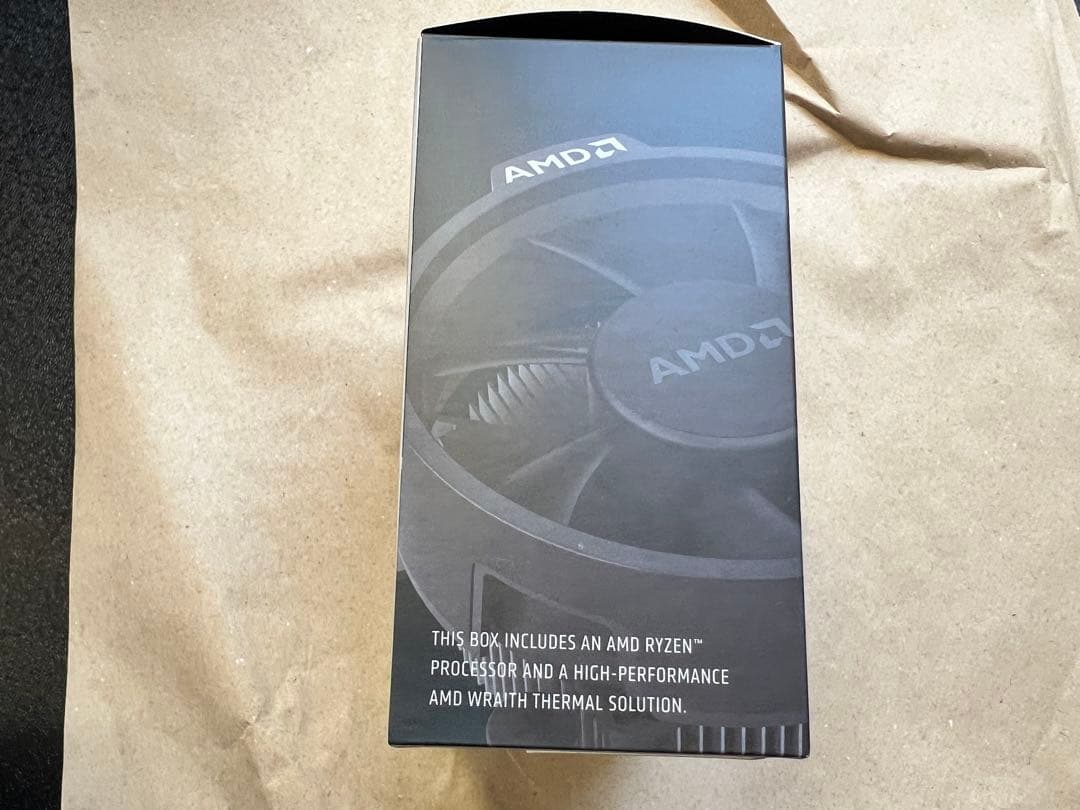 AMD
AMD
THIS BOX INCLUDES AN AMD RYZEN™
PROCESSOR AND A HIGH-PERFORMANCE
AMD WRAITH THERMAL SOLUTION.